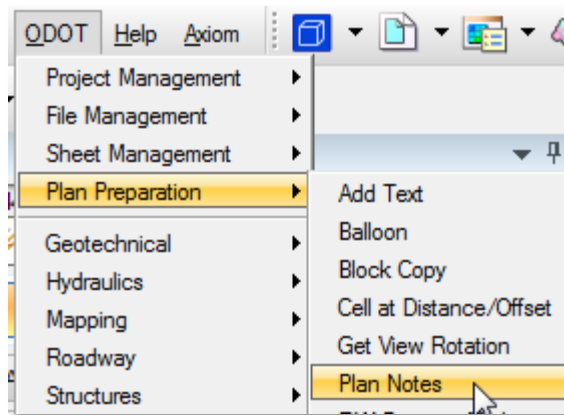 ODOT Help Axiom
Project Management
File Management
Sheet Management
Plan Preparation
Geotechnical
Hydraulics
Mapping
Roadway
Structures
Add Text
Balloon
Block Copy
Cell at Distance/Offset
Get View Rotation
Plan Notes